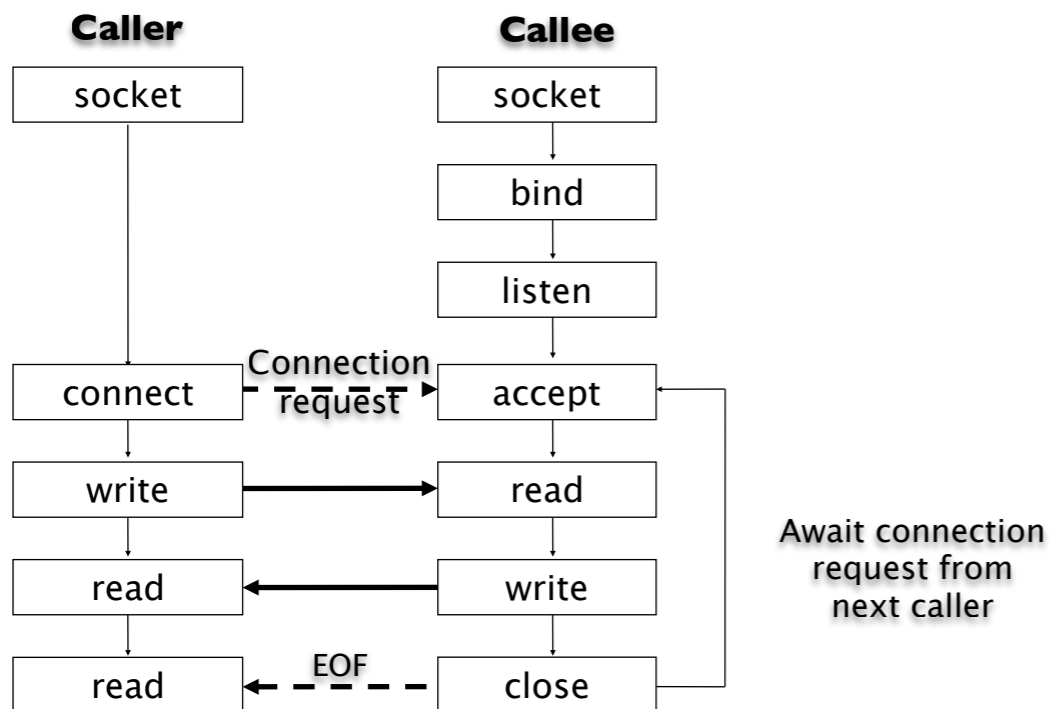 Caller
Callee
socket
socket
bind
listen
Connection
request
connect
accept
write
read
Await connection
request from
next caller
read
write
EOF
read
close